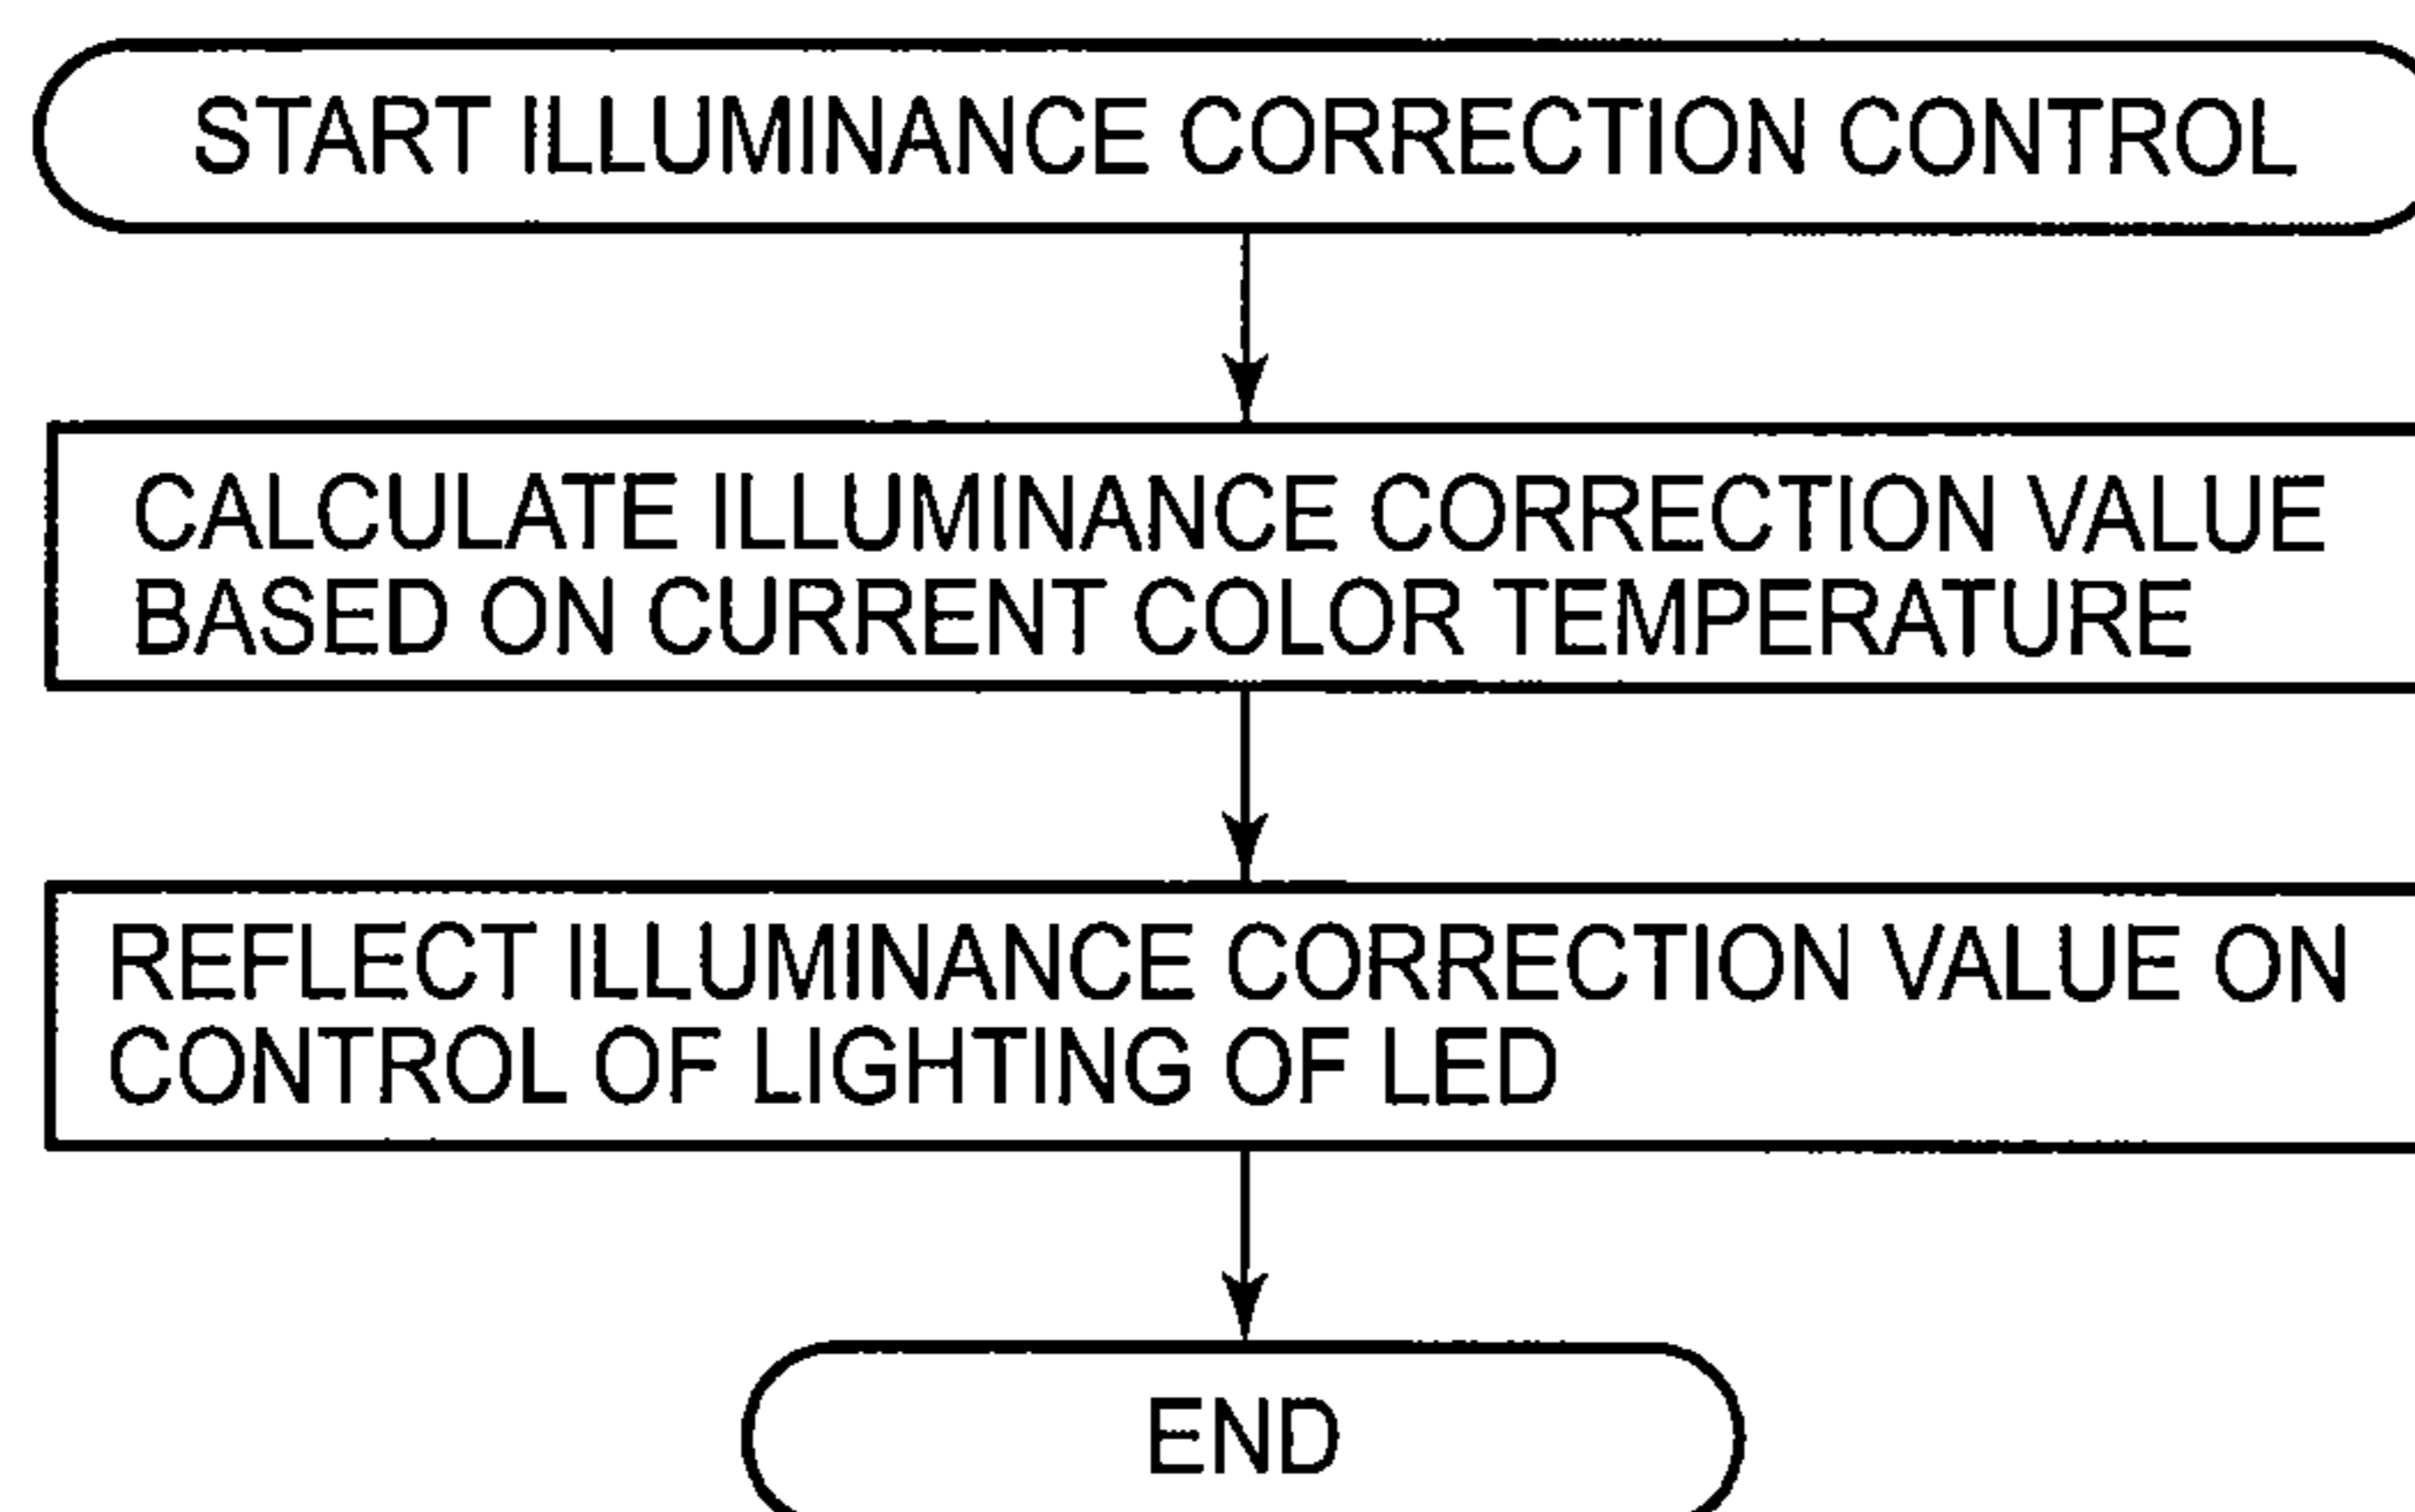 START ILLUMINANCE CORRECTION CONTROL
CALCULATE ILLUMINANCE CORRECTION VALUE
BASED ON CURRENT COLOR TEMPERATURE
REFLECT ILLUMINANCE CORRECTION VALUE ON
CONTROL OF LIGHTING OF LED
END